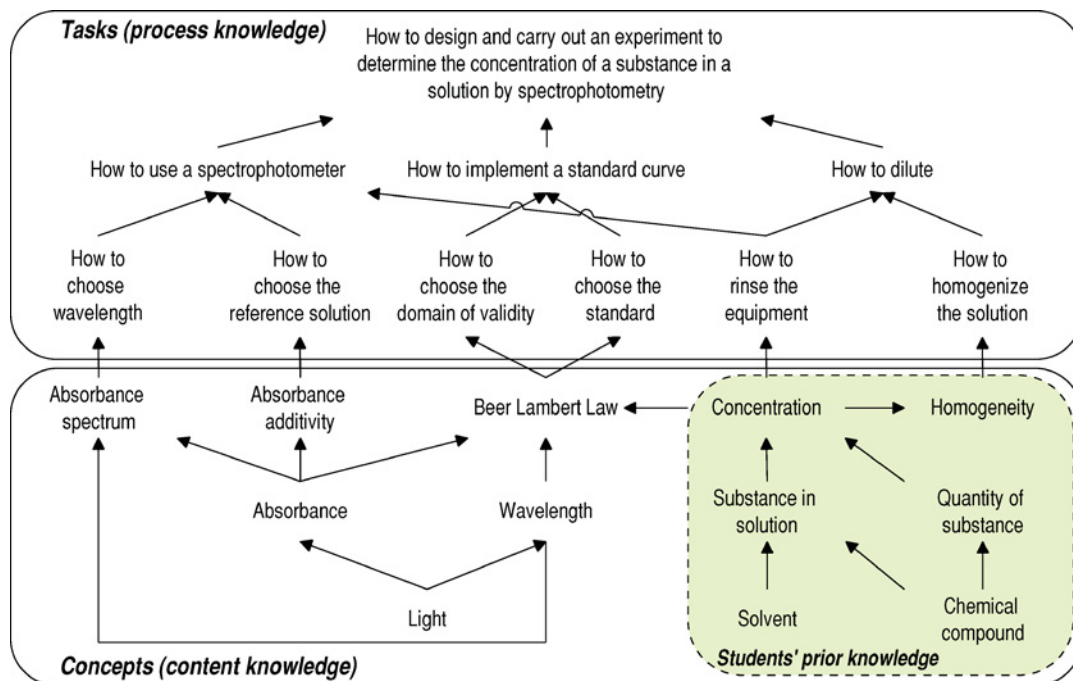 Tasks (process knowledge)
How to design and carry out an experiment to
determine the concentration of a substance in a
solution by spectrophotometry
How to use a spectrophotometer
How to implement a standard curve
How to dilute
How to
choose
wavelength
How to
choose the
reference solution
How to
choose the
domain of validity
How to
choose the
standard
How to
rinse the
equipment
How to
homogenize
the solution
Absorbance
spectrum
Absorbance
additivity
Beer Lambert Law
Concentration
Homogeneity
Absorbance
Wavelength
Substance in
solution
Quantity of
substance
Light
Solvent
Chemical
compound
Concepts (content knowledge)
Students' prior knowledge